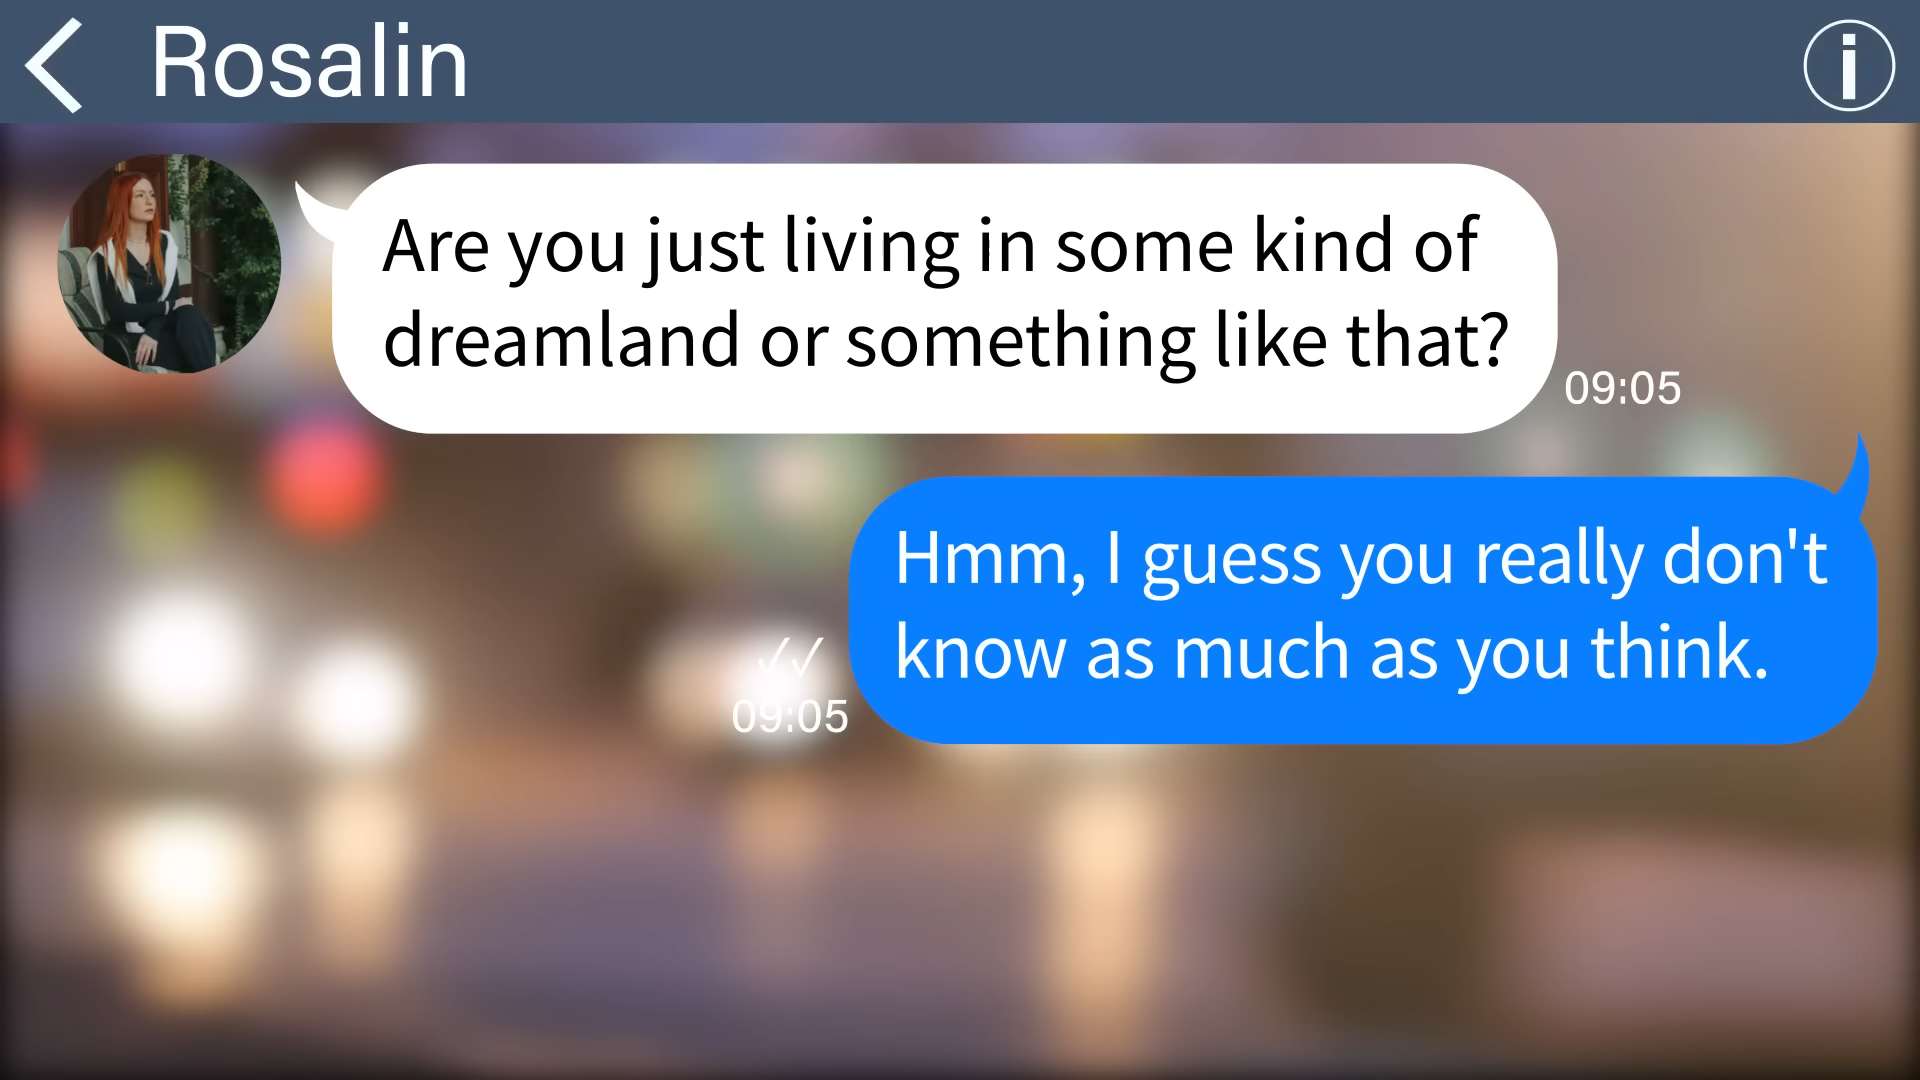 Rosalin
Are you just living in some kind of
dreamland or something like that?
09:05
Hmm, I guess you really don't
know as much as you think.
✓✓
09:05